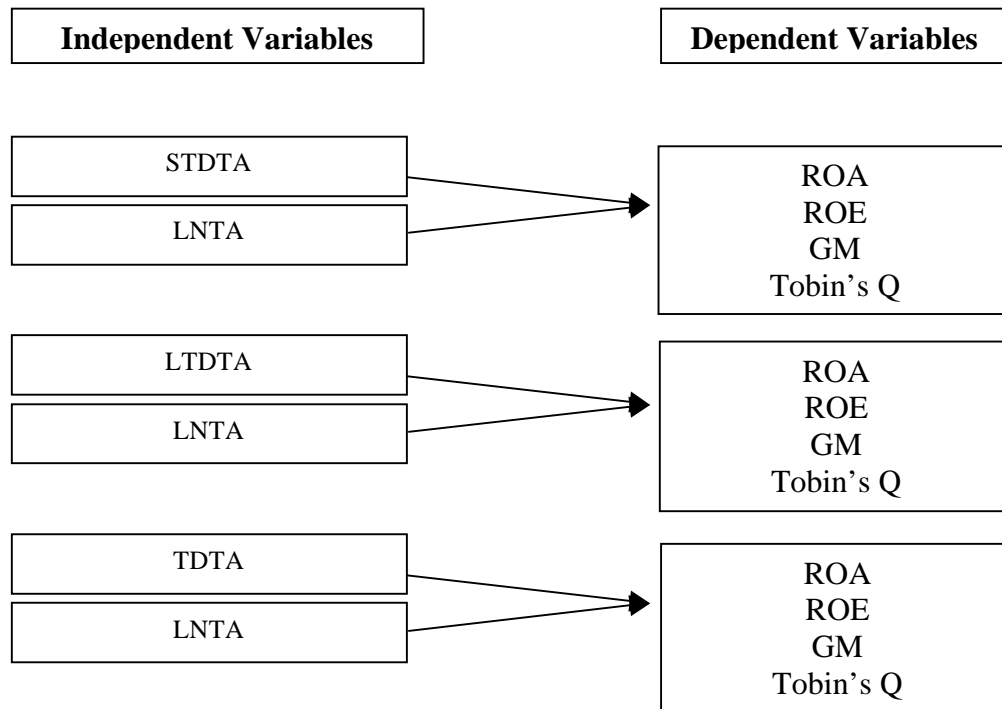 Independent Variables
Dependent Variables
STDTA
LNTA
ROA
ROE
GM
Tobin’s Q
LTDTA
LNTA
ROA
ROE
GM
Tobin’s Q
TDTA
LNTA
ROA
ROE
GM
Tobin’s Q